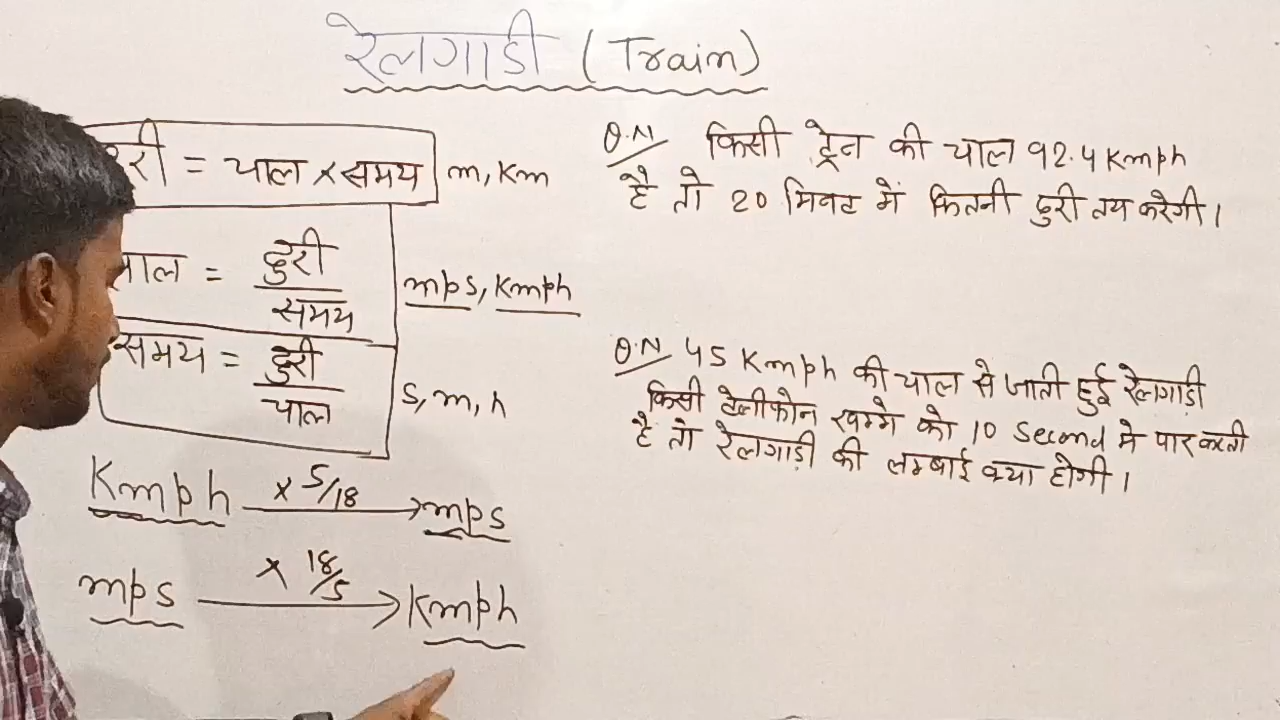 रेलगाडी (Train)
दुरी = चाल × समय m, Km
चाल = दुरी / समय mps, Kmph
समय = दुरी / चाल s, m, h
Kmph × 5/18 → mps
mps × 18/5 → Kmph
Q.N किसी ट्रेन की चाल 92.4 Kmph
है तो 20 मिनट में कितनी दुरी तय करेगी।
Q.N 45 Kmph की चाल से जाती हुई रेलगाड़ी
किसी टेलीफोन खम्भे को 10 Second मे पार करती
है तो रेलगाड़ी की लम्बाई क्या होगी।